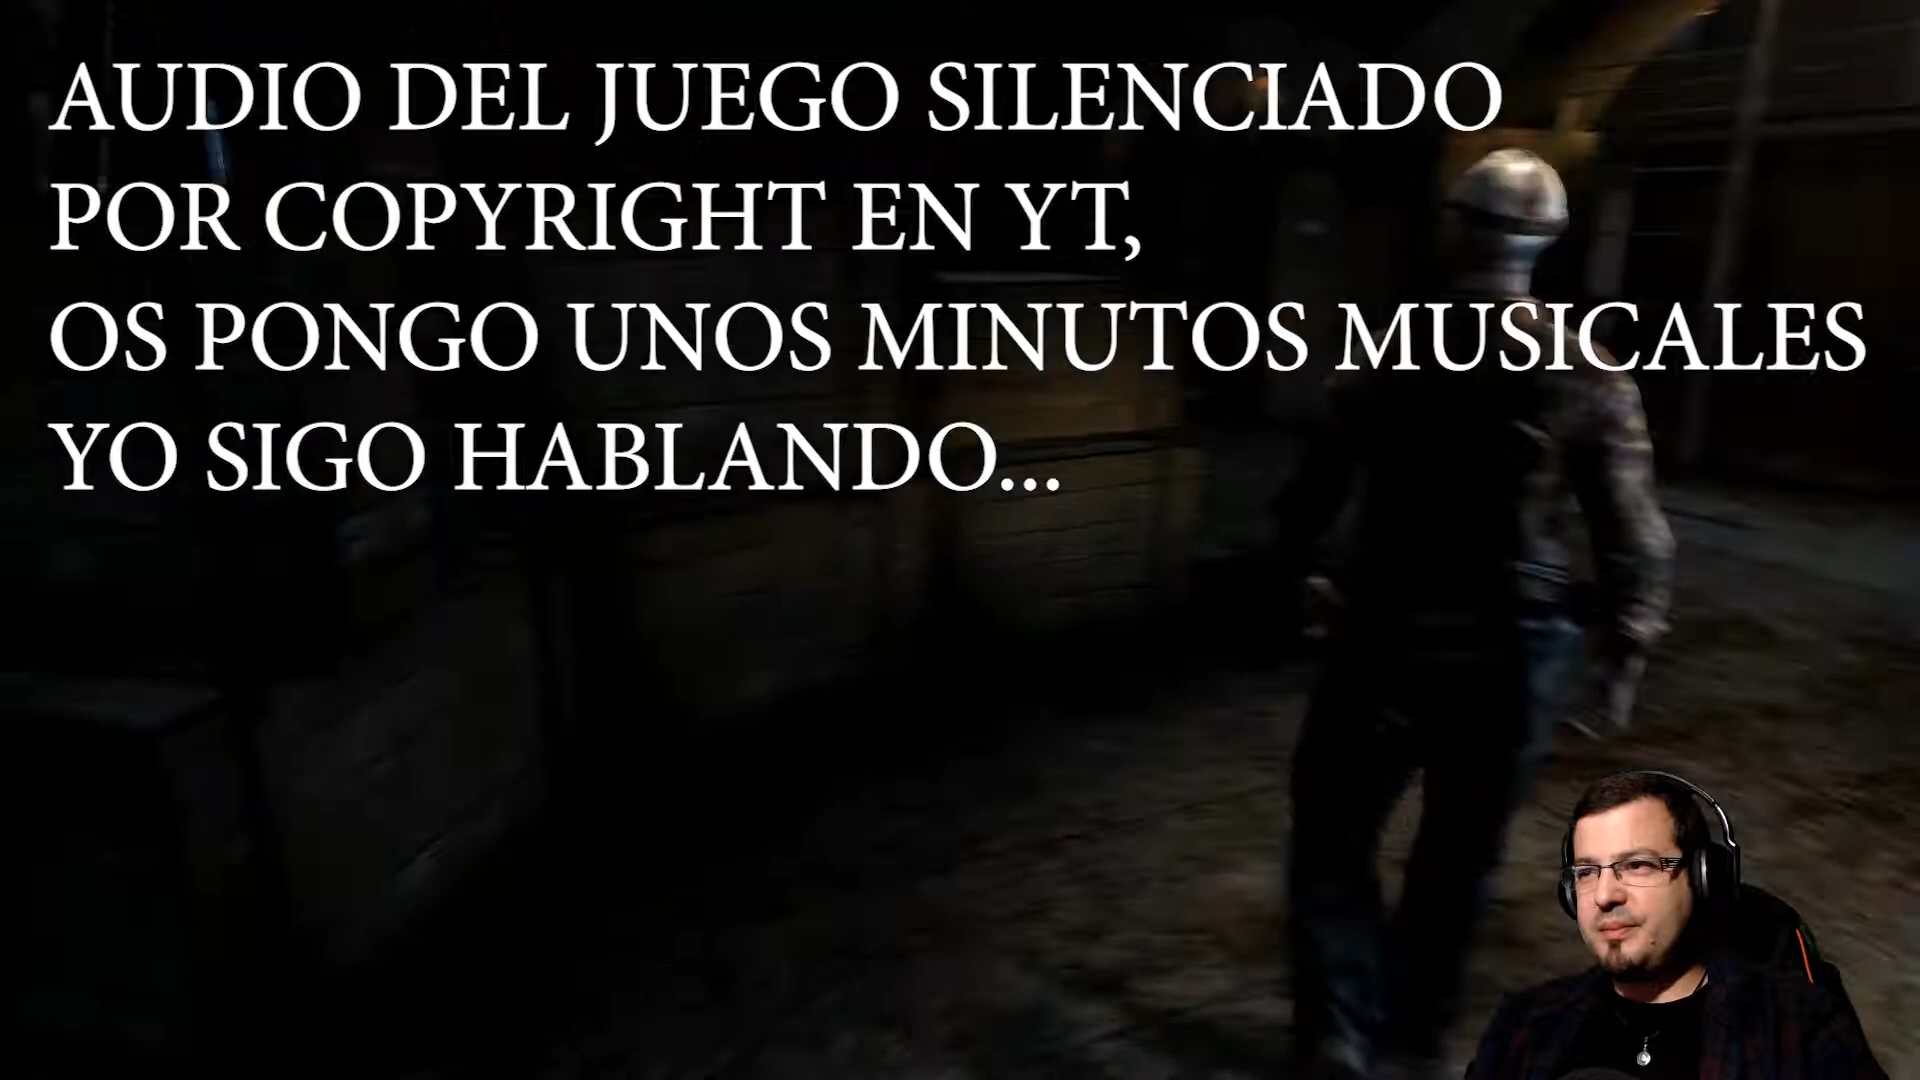 AUDIO DEL JUEGO SILENCIADO
POR COPYRIGHT EN YT,
OS PONGO UNOS MINUTOS MUSICALES
YO SIGO HABLANDO...